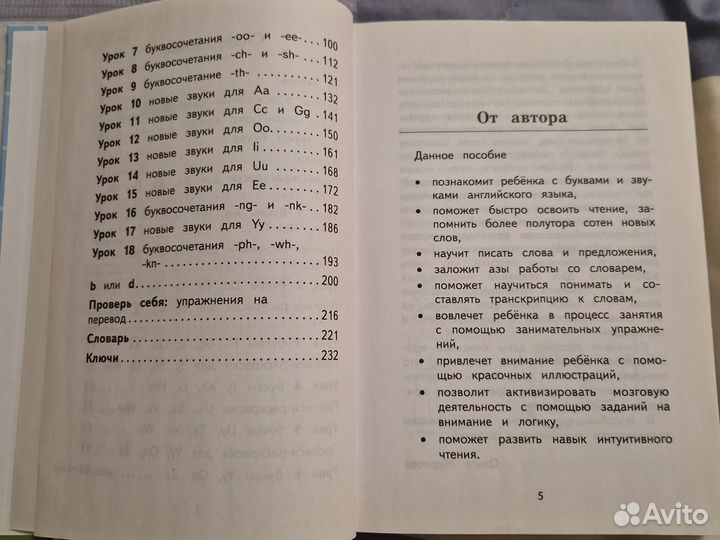 Урок 7 буквосочетания -oo- и -ee-...100
Урок 8 буквосочетания -ch- и -sh-...112
Урок 9 буквосочетание -th-............121
Урок 10 новые звуки для Aa............132
Урок 11 новые звуки для Cc и Gg...141
Урок 12 новые звуки для Oo............150
Урок 13 новые звуки для Ii............161
Урок 14 новые звуки для Uu............168
Урок 15 новые звуки для Ee............172
Урок 16 буквосочетания -ng- и -nk-...182
Урок 17 новые звуки для Yy............186
Урок 18 буквосочетания -ph-, -wh-,
-kn-............193
b или d............200
Проверь себя: упражнения на
перевод............216
Словарь............221
Ключи............232
От автора
Данное пособие
• познакомит ребёнка с буквами и зву-
ками английского языка,
• поможет быстро освоить чтение, за-
помнить более полутора сотен новых
слов,
• научит писать слова и предложения,
• заложит азы работы со словарем,
• поможет научиться понимать и со-
ставлять транскрипцию к словам,
• вовлечет ребёнка в процесс занятия
с помощью занимательных упражне-
ний,
• привлечет внимание ребёнка с помо-
щью красочных иллюстраций,
• позволит активизировать мозговую
деятельность с помощью заданий на
внимание и логику,
• поможет развить навык интуитивного
чтения.
5
Avito